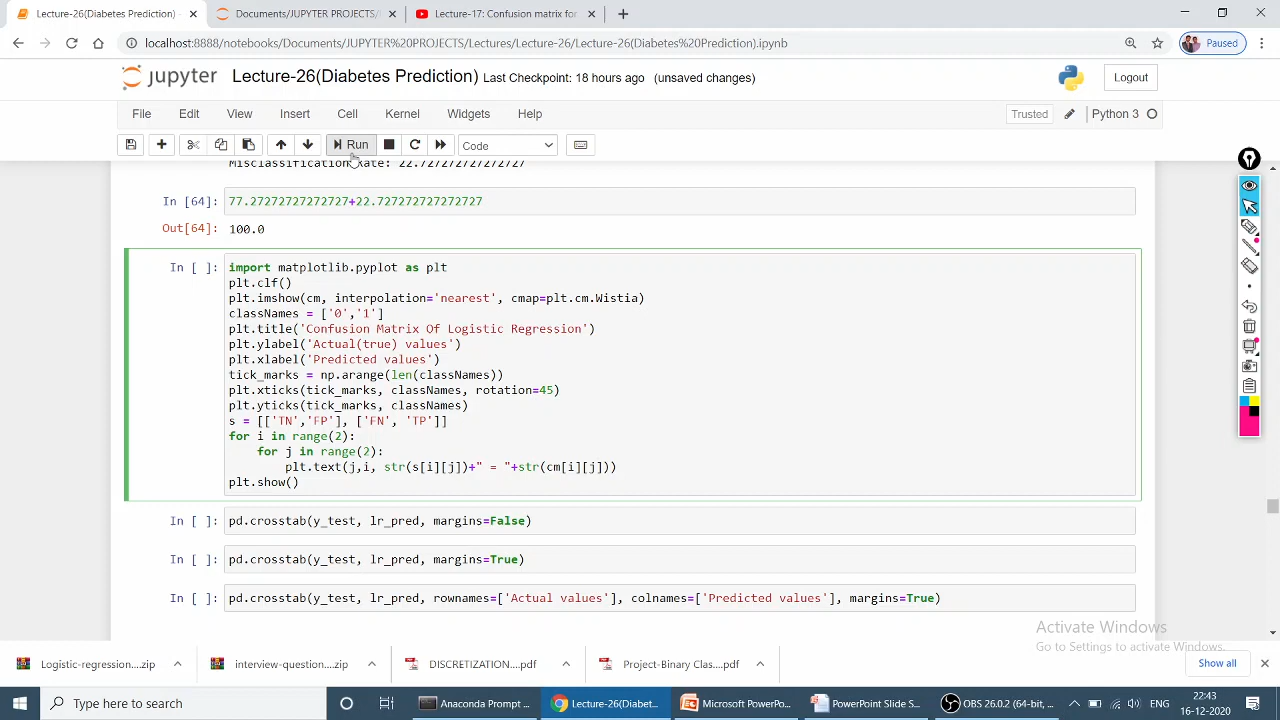 Lecture-26(Diabetes Prediction)
Documents/JUPYTER PROJECTS/
Lecture-17: Confusion matrix for
localhost:8888/notebooks/Documents/JUPYTER%20PROJECTS/Lectures/Lecture-26/Lecture-26(Diabetes%20Prediction).ipynb
Paused
jupyter Lecture-26(Diabetes Prediction) Last Checkpoint: 18 hours ago (unsaved changes)
Logout
File Edit View Insert Cell Kernel Widgets Help
Trusted Python 3
Run Code
Misclassification Rate: 22.727272727272727
In [64]: 77.27272727272727+22.727272727272727
Out[64]: 100.0
In [ ]: import matplotlib.pyplot as plt
plt.clf()
plt.imshow(cm, interpolation='nearest', cmap=plt.cm.Wistia)
classNames = ['0','1']
plt.title('Confusion Matrix Of Logistic Regression')
plt.ylabel('Actual(true) values')
plt.xlabel('Predicted values')
tick_marks = np.arange(len(classNames))
plt.xticks(tick_marks, classNames, rotation=45)
plt.yticks(tick_marks, classNames)
s = [['TN','FP'], ['FN', 'TP']]
for i in range(2):
for j in range(2):
plt.text(j,i, str(s[i][j])+" = "+str(cm[i][j]))
plt.show()
In [ ]: pd.crosstab(y_test, lr_pred, margins=False)
In [ ]: pd.crosstab(y_test, lr_pred, margins=True)
In [ ]: pd.crosstab(y_test, lr_pred, rownames=['Actual values'], colnames=['Predicted values'], margins=True)
Activate Windows
Go to Settings to activate Windows.
Logistic-regression....zip
interview-question....zip
DISCRETIZATION....pdf
Project-Binary Clas....pdf
Show all
Type here to search
Anaconda Prompt ...
Lecture-26(Diabet...
Microsoft PowerPo...
PowerPoint Slide S...
OBS 26.0.2 (64-bit, ...
ENG
22:43
16-12-2020